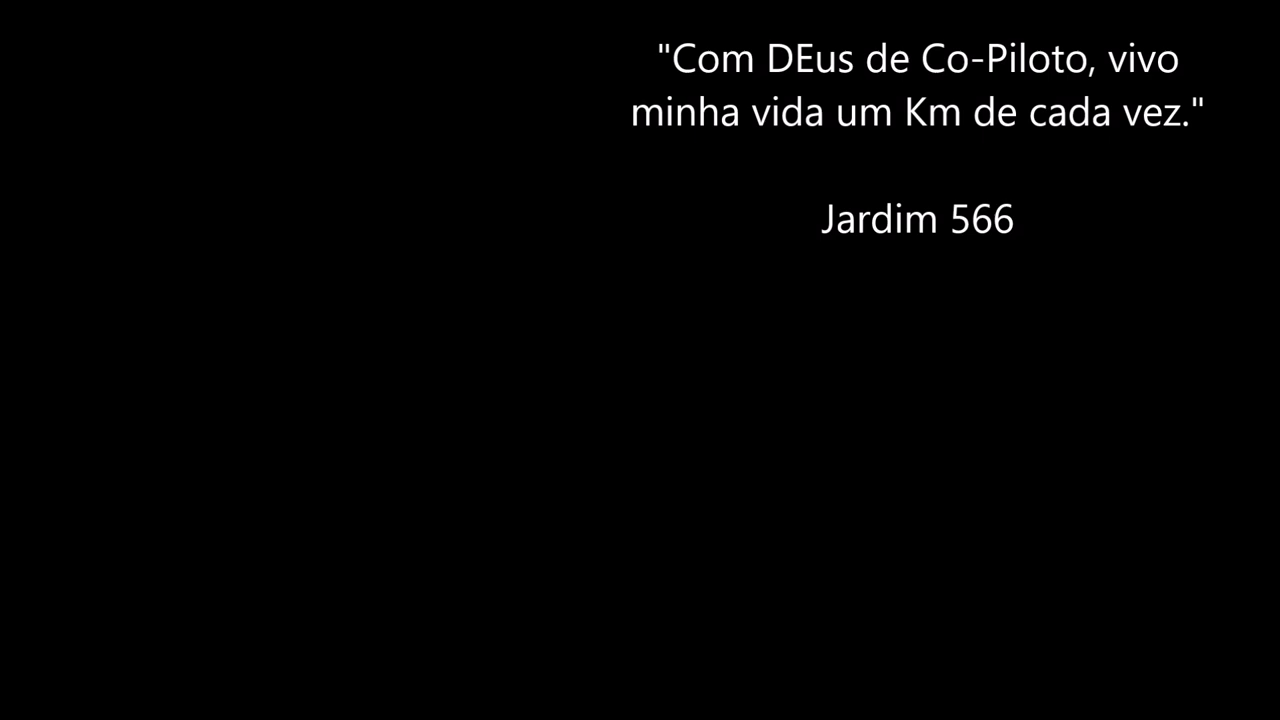 "Com DEus de Co-Piloto, vivo
minha vida um Km de cada vez."
Jardim 566